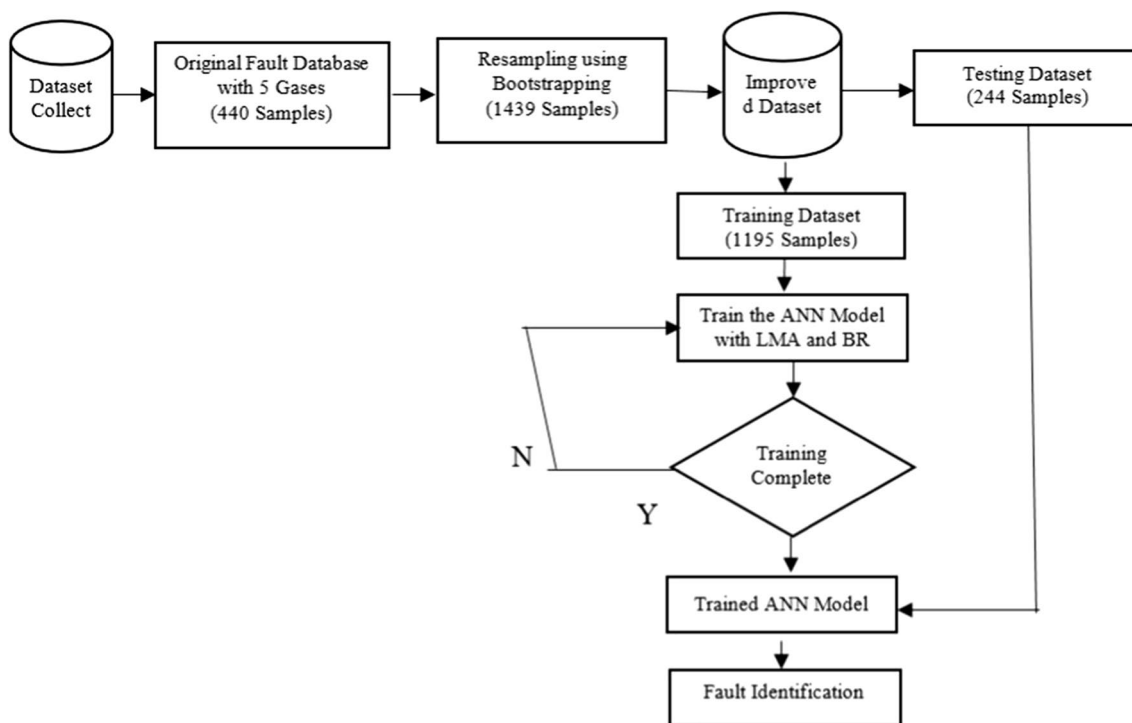 Dataset
Collect
Original Fault Database
with 5 Gases
(440 Samples)
Resampling using
Bootstrapping
(1439 Samples)
Improve
d Dataset
Testing Dataset
(244 Samples)
Training Dataset
(1195 Samples)
Train the ANN Model
with LMA and BR
N
Training
Complete
Y
Trained ANN Model
Fault Identification